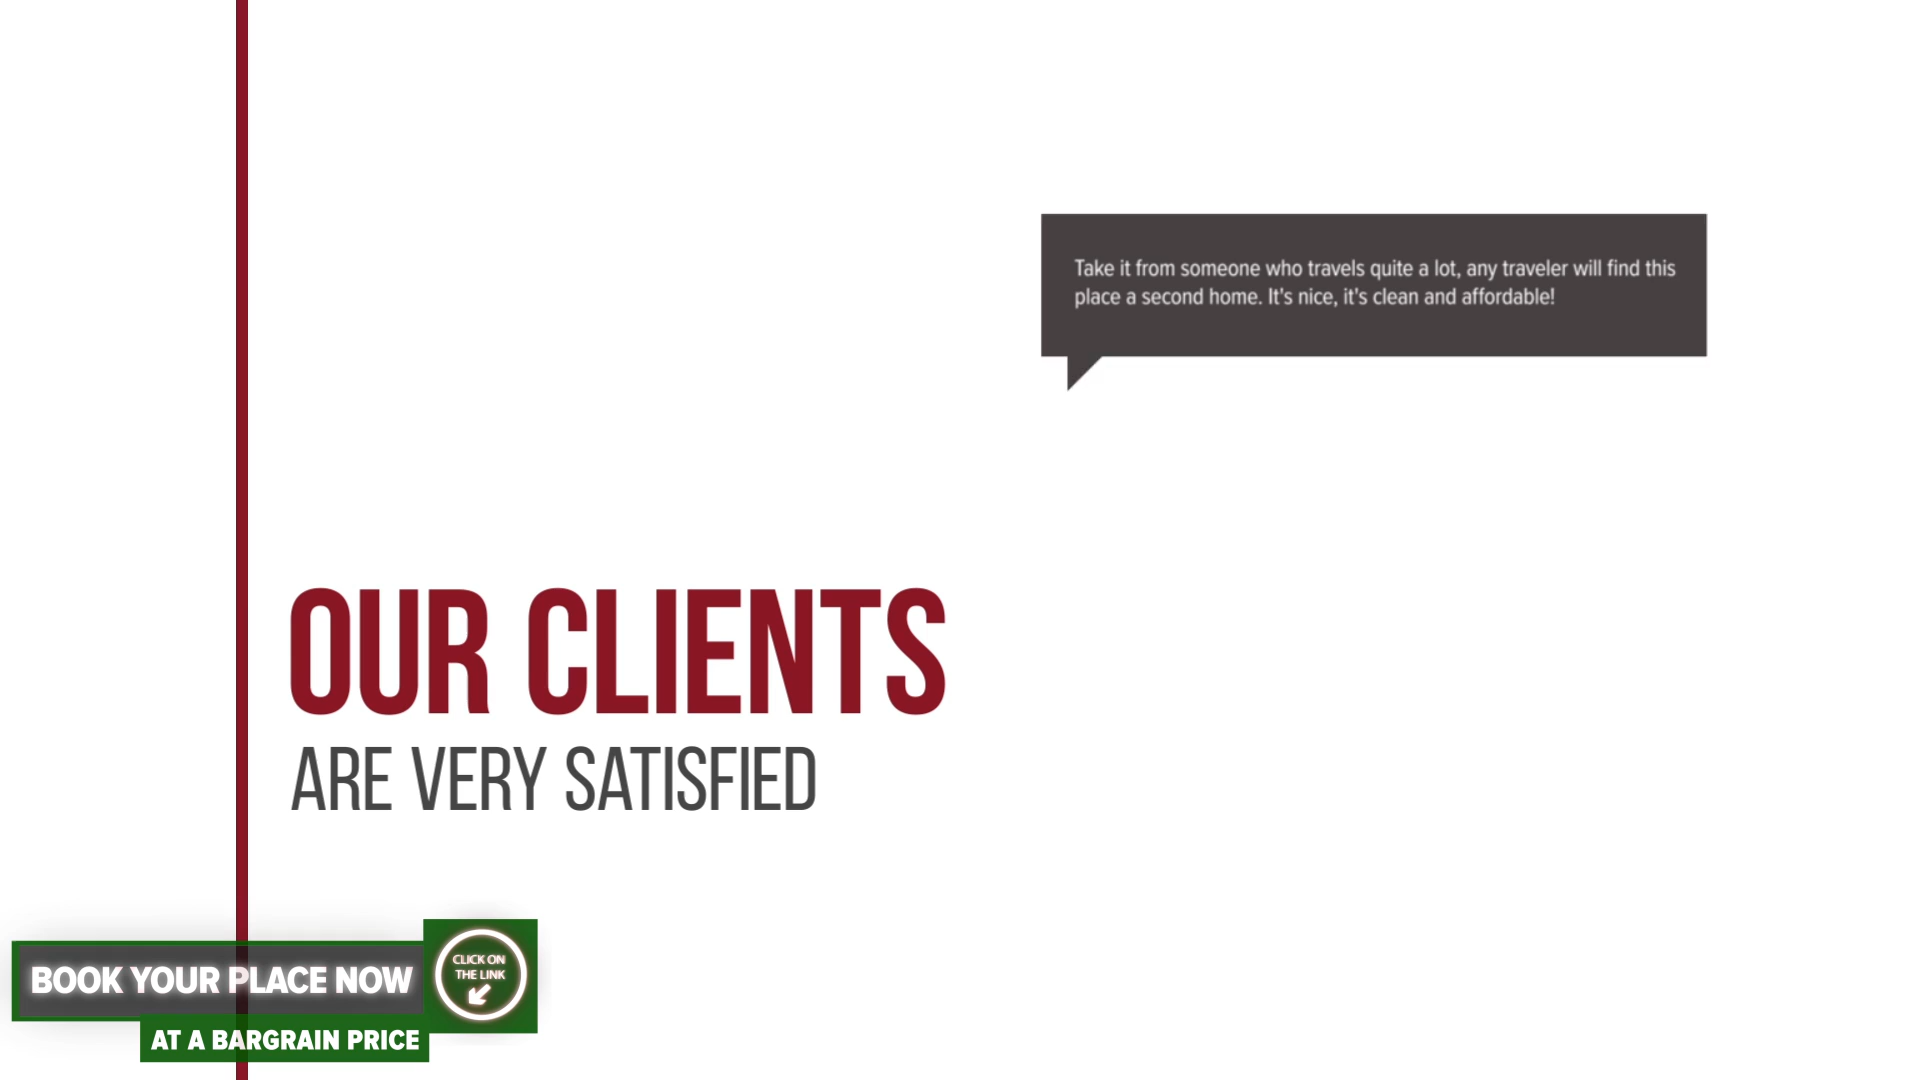 Take it from someone who travels quite a lot, any traveler will find this
place a second home. It's nice, it's clean and affordable!
OUR CLIENTS
ARE VERY SATISFIED
BOOK YOUR PLACE NOW
CLICK ON
THE LINK
AT A BARGRAIN PRICE